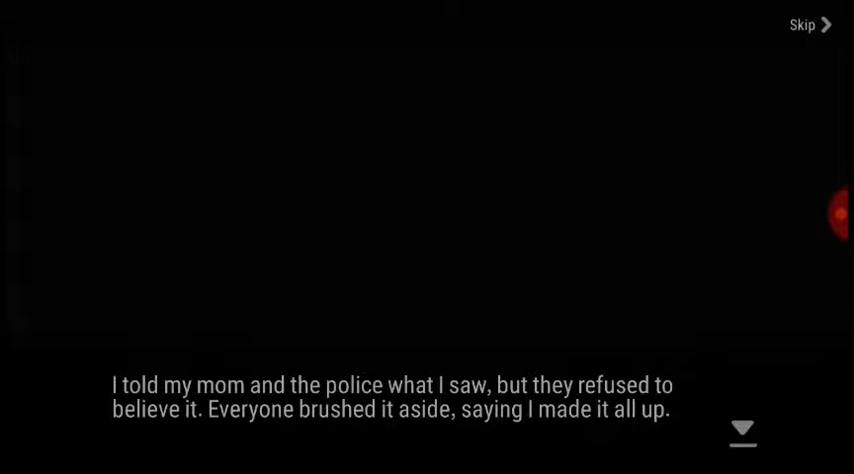 Skip
I told my mom and the police what I saw, but they refused to
believe it. Everyone brushed it aside, saying I made it all up.